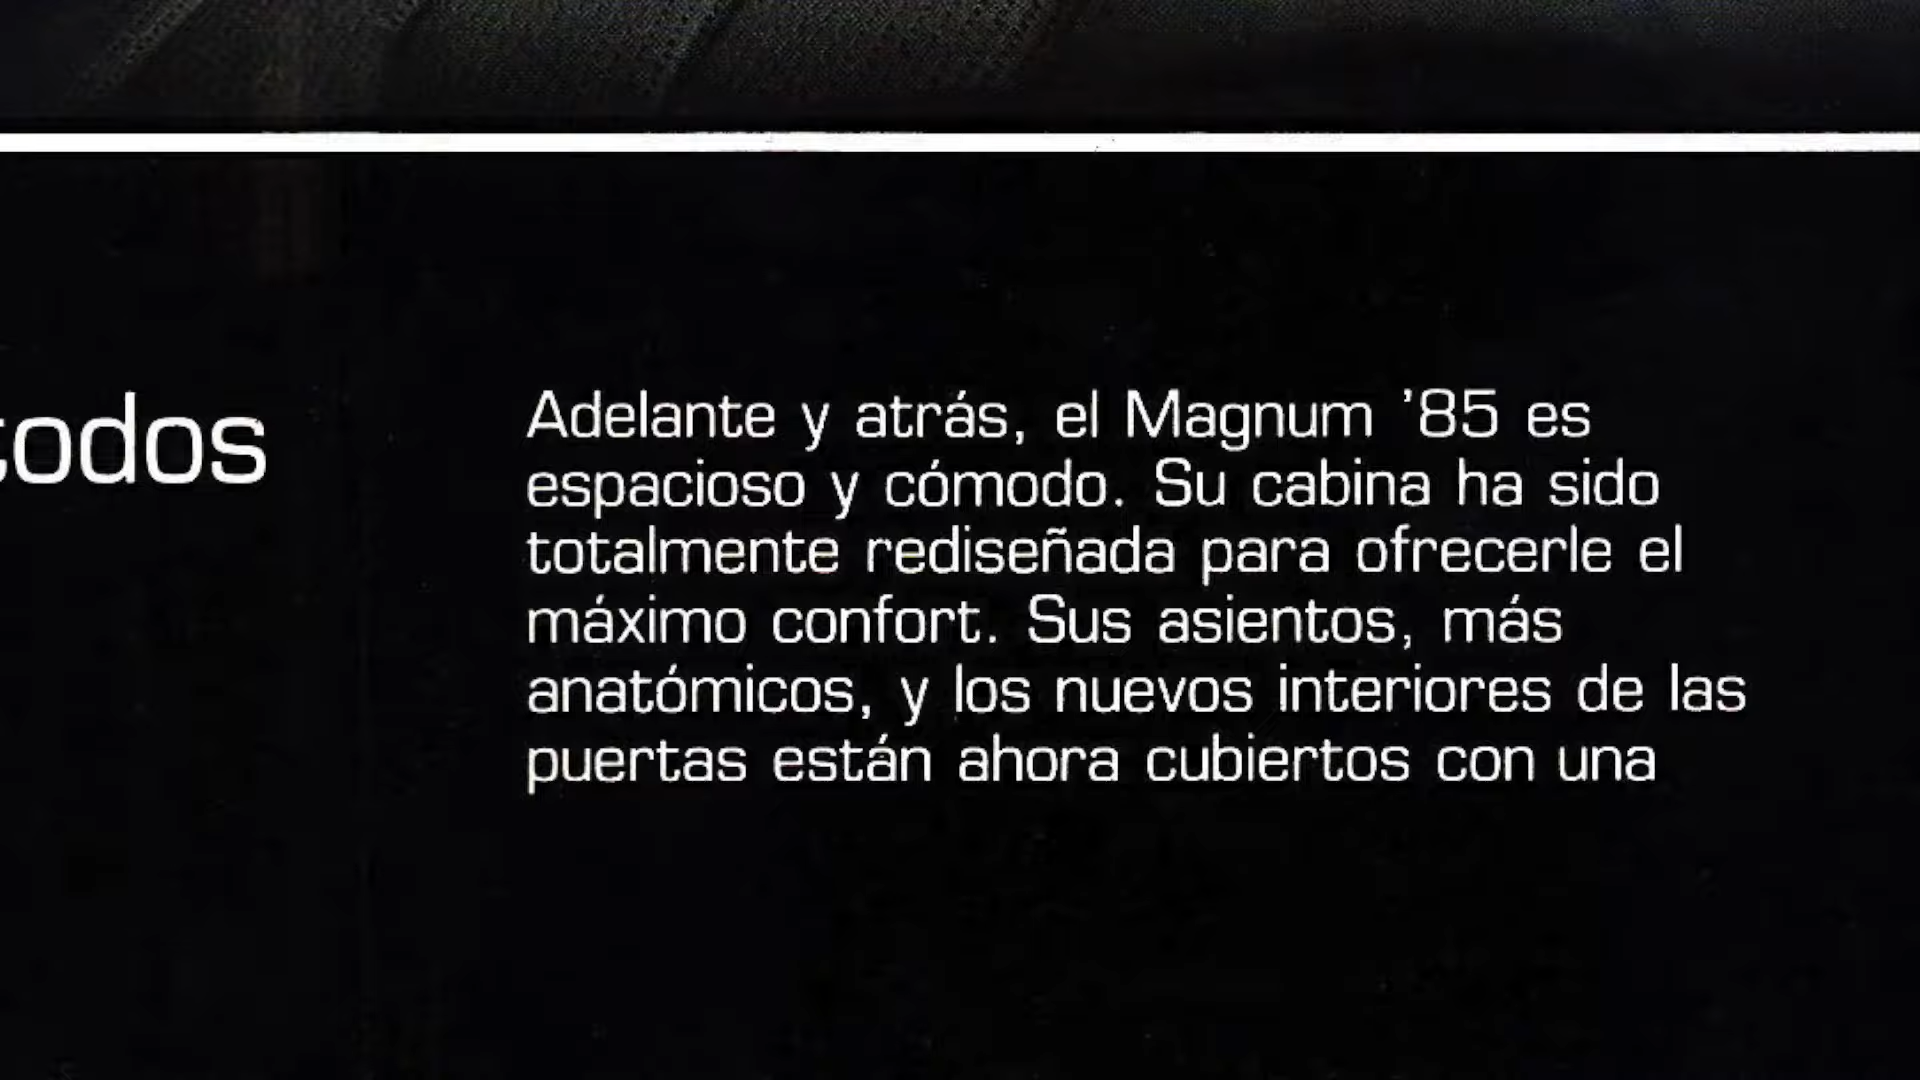 todos
Adelante y atrás, el Magnum ’85 es
espacioso y cómodo. Su cabina ha sido
totalmente rediseñada para ofrecerle el
máximo confort. Sus asientos, más
anatómicos, y los nuevos interiores de las
puertas están ahora cubiertos con una